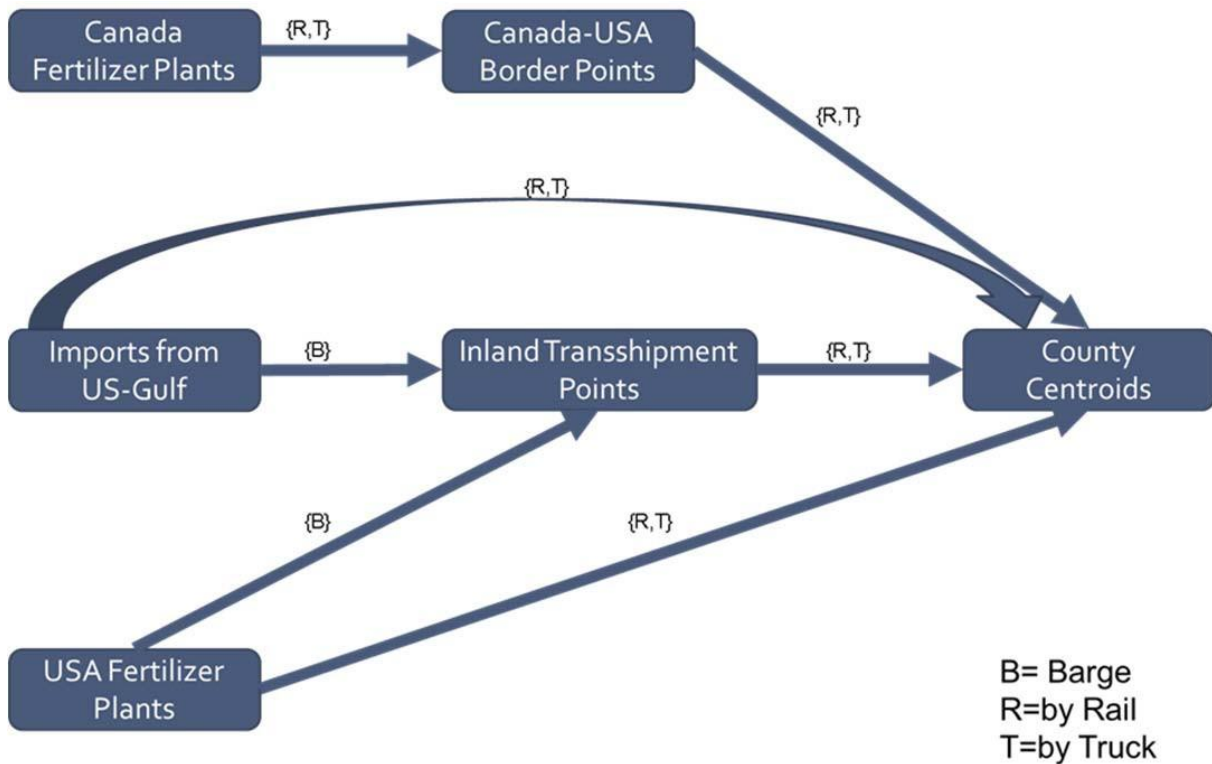 Canada
Fertilizer Plants
{R,T}
Canada-USA
Border Points
{R,T}
{R,T}
Imports from
US-Gulf
{B}
Inland Transshipment
Points
{R,T}
County
Centroids
{B}
{R,T}
USA Fertilizer
Plants
B= Barge
R=by Rail
T=by Truck